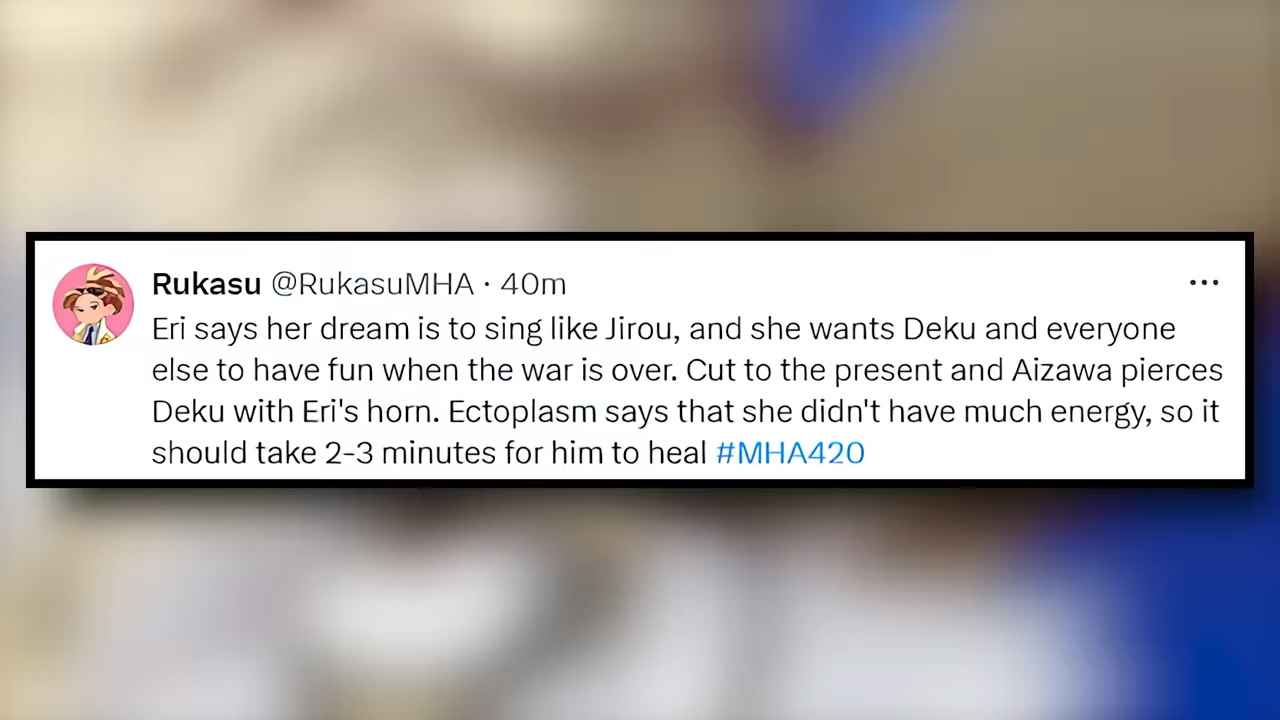 Rukasu @RukasuMHA · 40m
Eri says her dream is to sing like Jirou, and she wants Deku and everyone
else to have fun when the war is over. Cut to the present and Aizawa pierces
Deku with Eri's horn. Ectoplasm says that she didn't have much energy, so it
should take 2-3 minutes for him to heal #MHA420